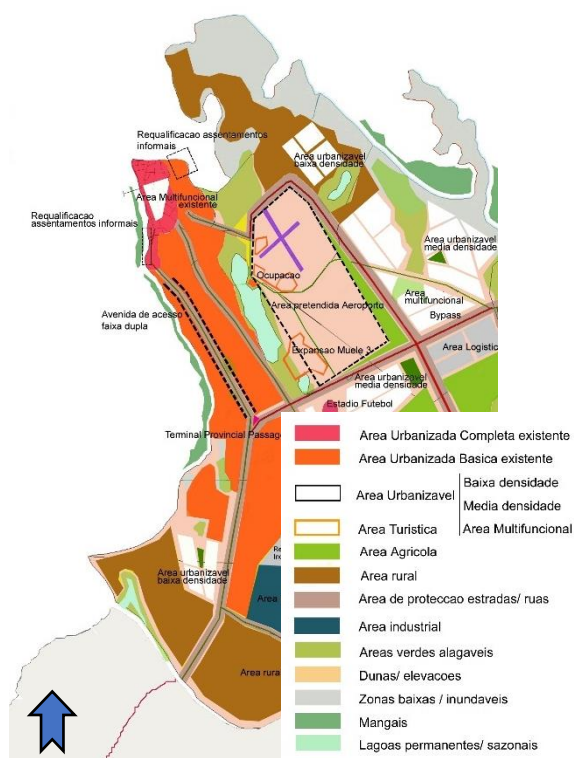 Requalificacao assentamentos
informais
Area urbanizavel
baixa densidade
Area Multifuncional
existente
Requalificacao
assentamentos informais
Area urbanizavel
media densidade
Ocupacao
Area
multifuncional
Area pretendida Aeroporto
Bypass
Avenida de acesso
faixa dupla
Expansao Muele 3
Area Logistic
Area urbanizavel
media densidade
Estadio Futebol
Terminal Provincial Passag
Area urbanizavel
baixa densidade
Area
Area rura
Area Urbanizada Completa existente
Area Urbanizada Basica existente
Area Urbanizavel
Baixa densidade
Media densidade
Area Turistica
Area Multifuncional
Area Agricola
Area rural
Area de proteccao estradas/ ruas
Area industrial
Areas verdes alagaveis
Dunas/ elevacoes
Zonas baixas / inundaveis
Mangais
Lagoas permanentes/ sazonais